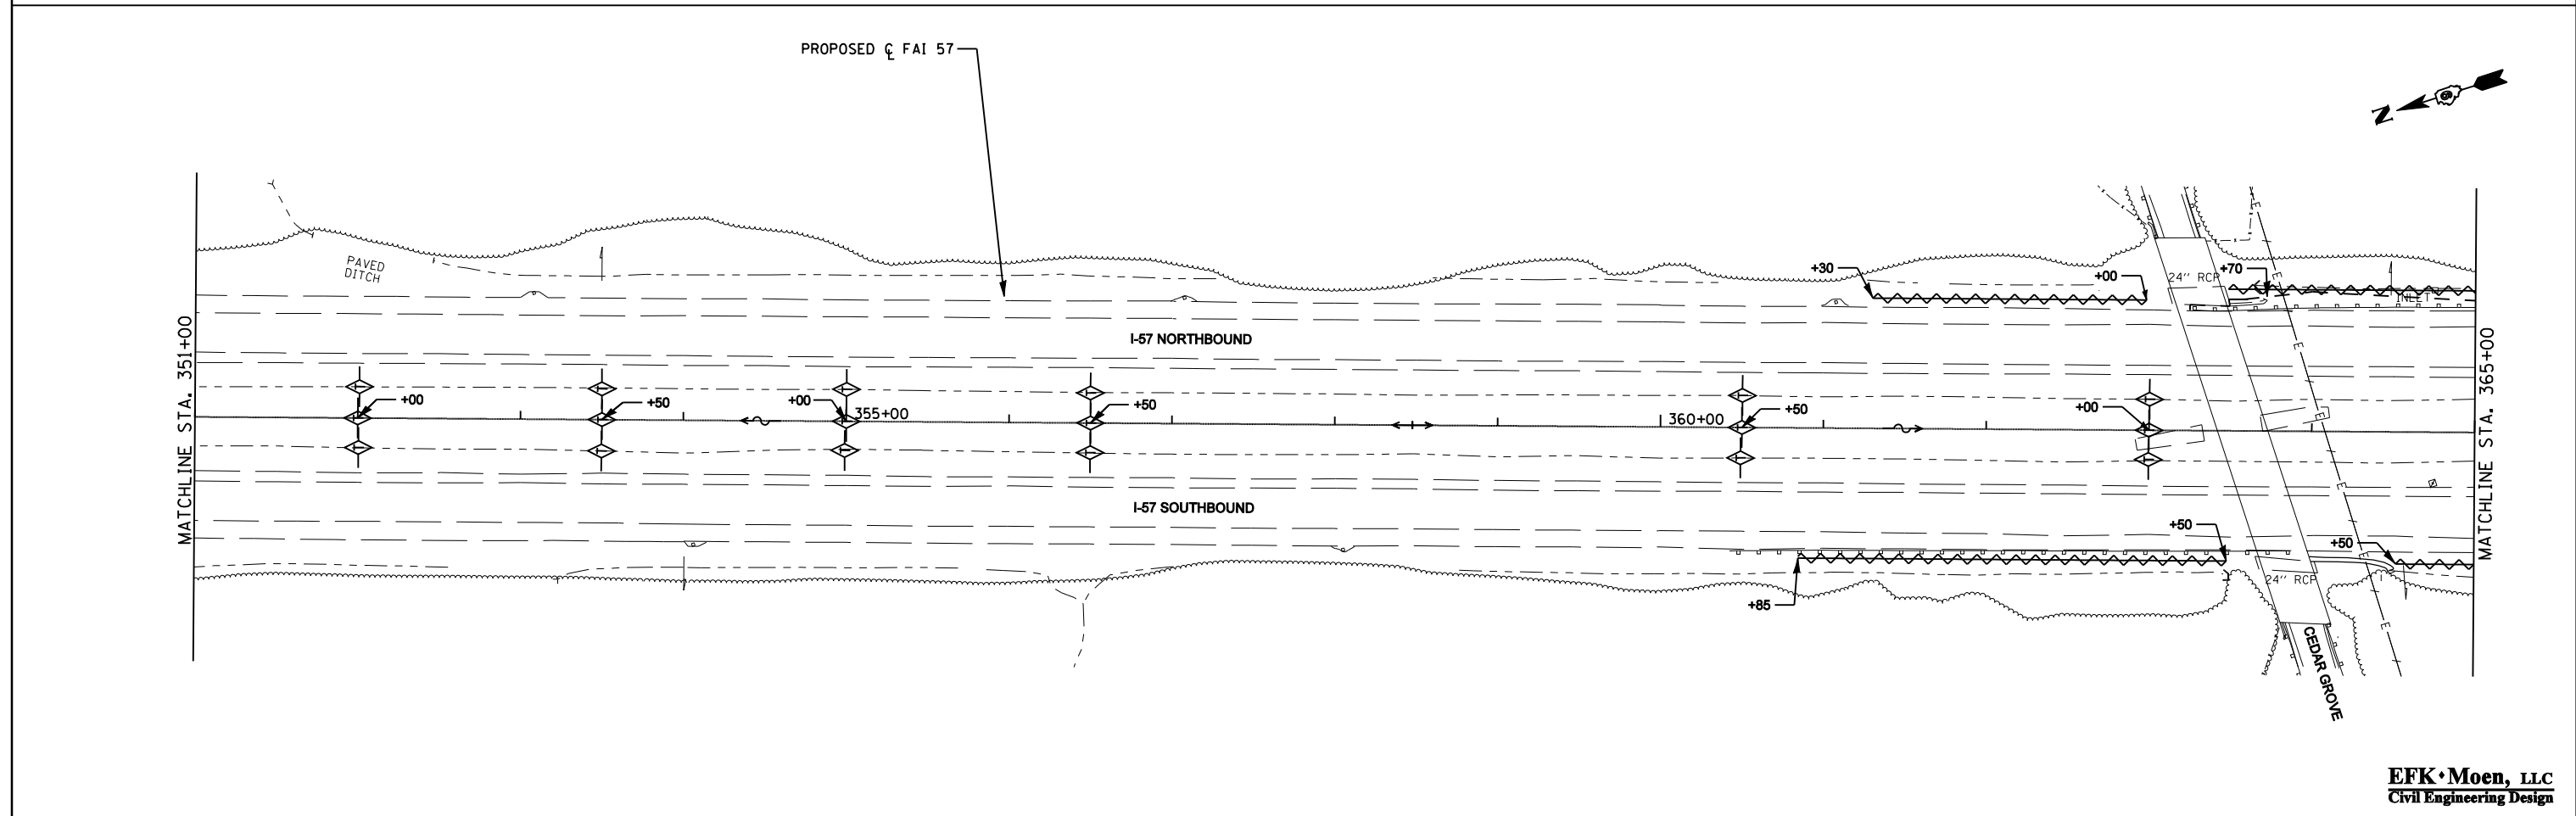 PROPOSED ℄ FAI 57
N
PAVED
DITCH
+30
+00
24'' RCP
+70
INLET
I-57 NORTHBOUND
MATCHLINE STA. 351+00
+00
+50
+00
355+00
+50
360+00
+50
+00
MATCHLINE STA. 365+00
I-57 SOUTHBOUND
+50
+50
+85
24'' RCP
E
E
E
E
E
E
CEDAR GROVE
EFK♦Moen, LLC
Civil Engineering Design